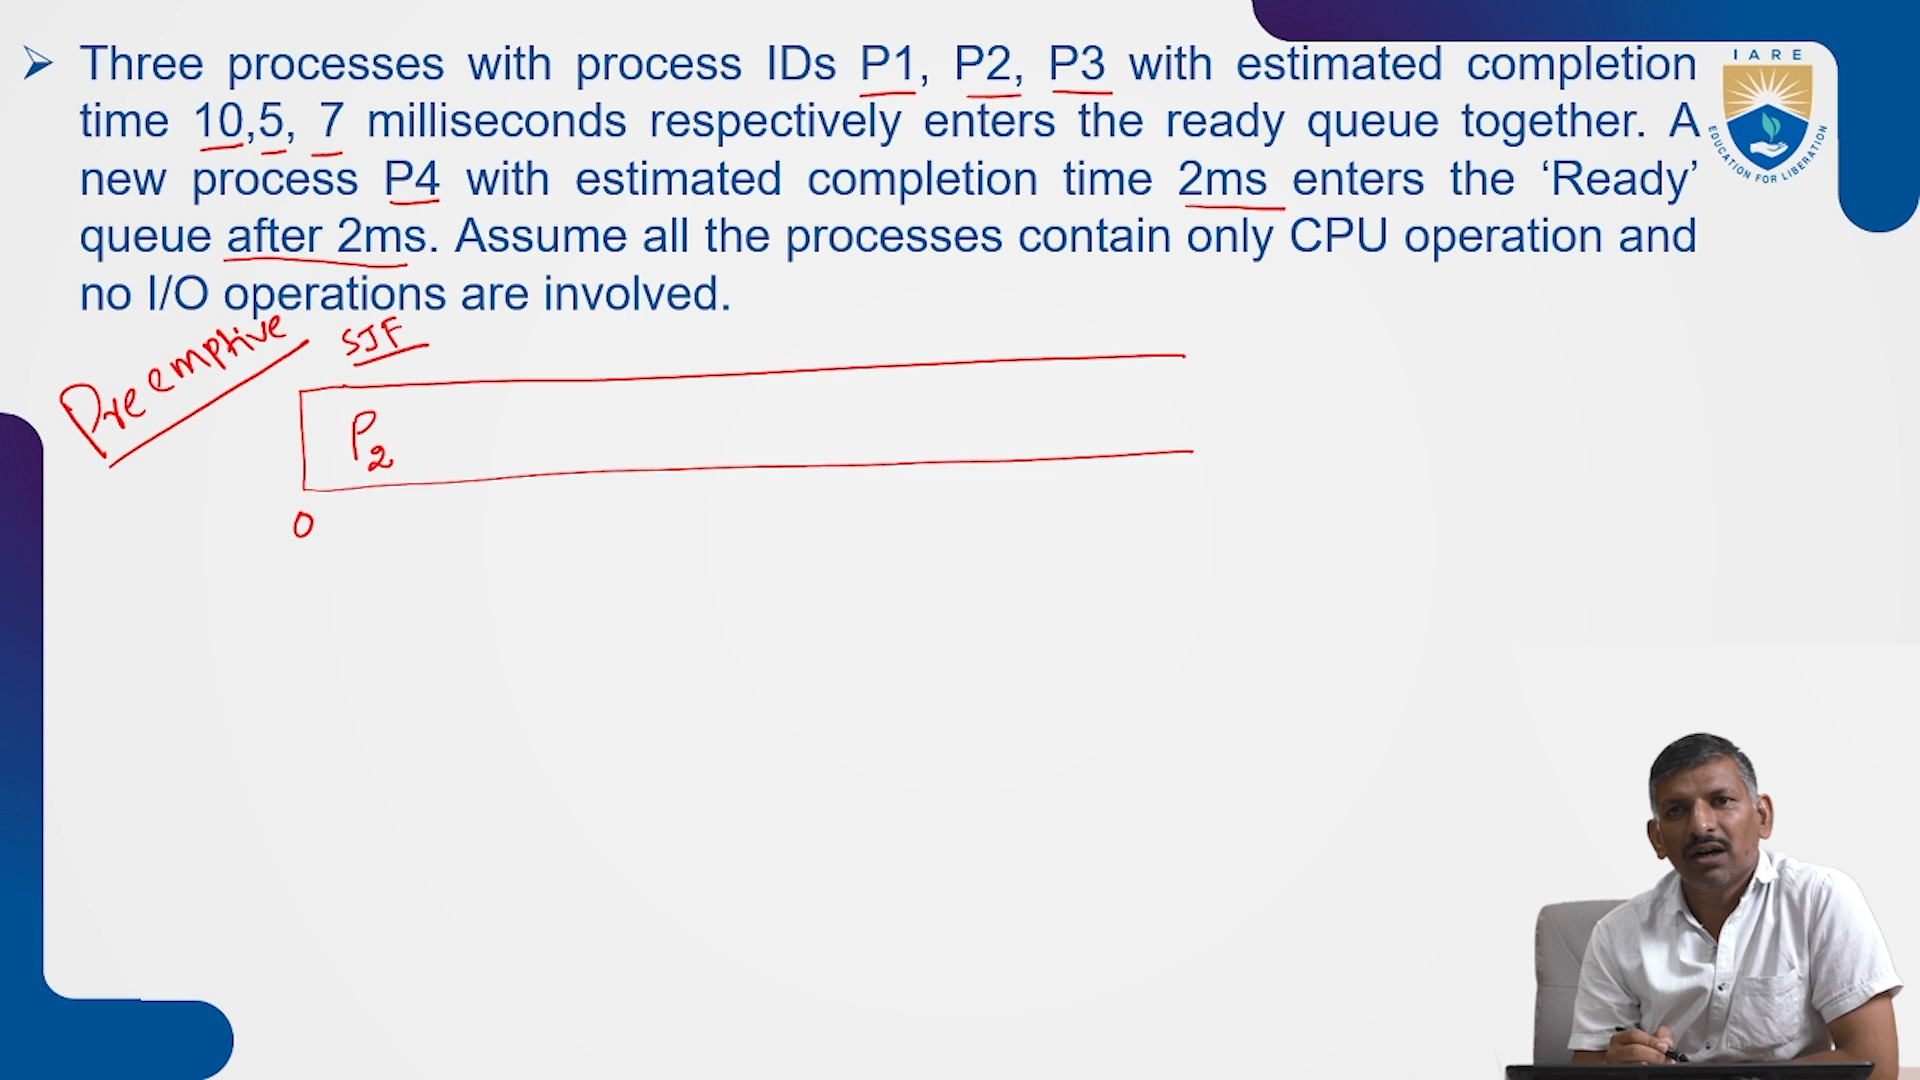 Three processes with process IDs P1, P2, P3 with estimated completion
time 10,5, 7 milliseconds respectively enters the ready queue together. A
new process P4 with estimated completion time 2ms enters the ‘Ready’
queue after 2ms. Assume all the processes contain only CPU operation and
no I/O operations are involved.
IARE
EDUCATION FOR LIBERATION
Preemptive
SJF
P2
0